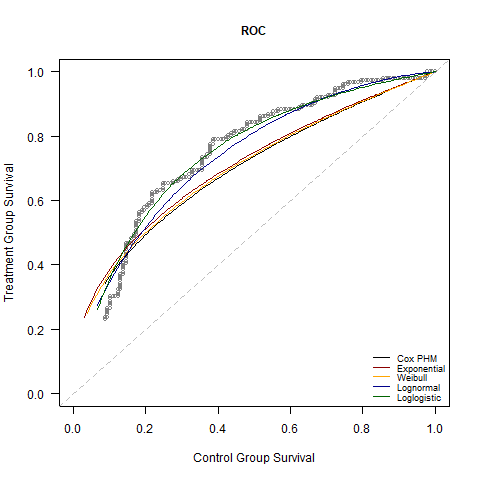 ROC
Treatment Group Survival
1.0
0.8
0.6
0.4
0.2
0.0
0.0 0.2 0.4 0.6 0.8 1.0
Control Group Survival
Cox PHM
Exponential
Weibull
Lognormal
Loglogistic